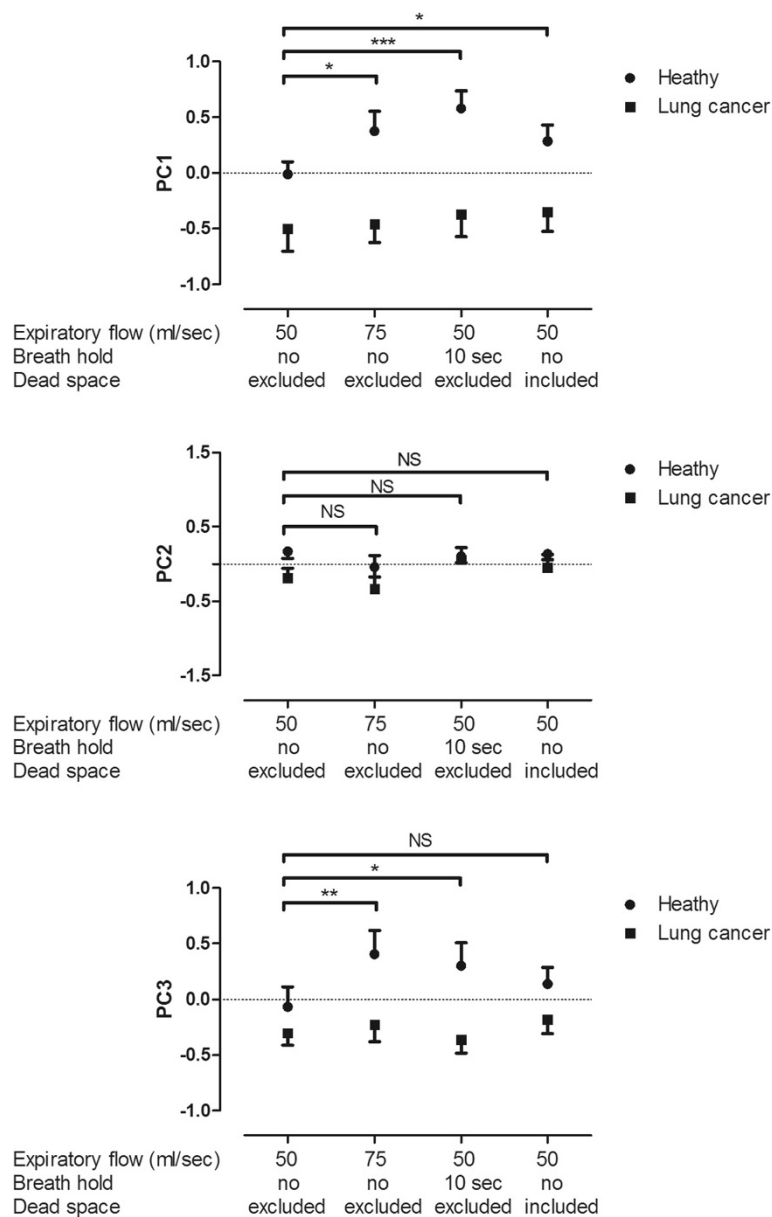 *
***
*
1.0
0.5
0.0
-0.5
-1.0
PC1
Heathy
Lung cancer
Expiratory flow (ml/sec) 50 75 50 50
Breath hold no no 10 sec no
Dead space excluded excluded excluded included
NS
NS
NS
1.5
0.5
-0.5
-1.5
PC2
Heathy
Lung cancer
Expiratory flow (ml/sec) 50 75 50 50
Breath hold no no 10 sec no
Dead space excluded excluded excluded included
NS
*
**
1.0
0.5
0.0
-0.5
-1.0
PC3
Heathy
Lung cancer
Expiratory flow (ml/sec) 50 75 50 50
Breath hold no no 10 sec no
Dead space excluded excluded excluded included